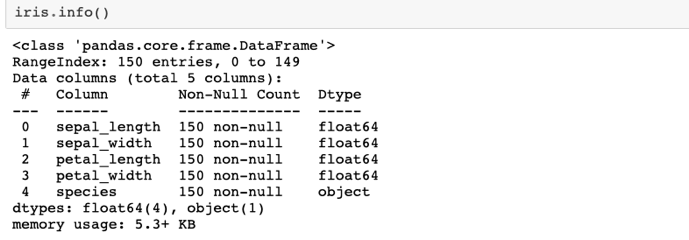 iris.info()
<class 'pandas.core.frame.DataFrame'>
RangeIndex: 150 entries, 0 to 149
Data columns (total 5 columns):
 #   Column        Non-Null Count  Dtype
---  ------        --------------  -----
 0   sepal_length  150 non-null    float64
 1   sepal_width   150 non-null    float64
 2   petal_length  150 non-null    float64
 3   petal_width   150 non-null    float64
 4   species       150 non-null    object
dtypes: float64(4), object(1)
memory usage: 5.3+ KB